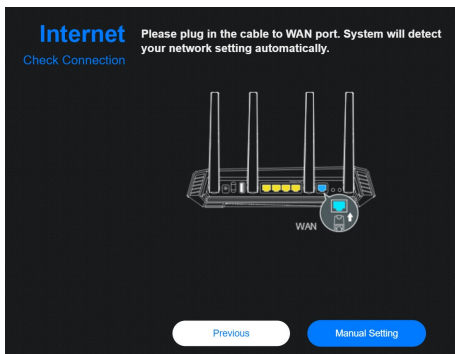 Internet
Check Connection
Please plug in the cable to WAN port. System will detect
your network setting automatically.
WAN
Previous
Manual Setting